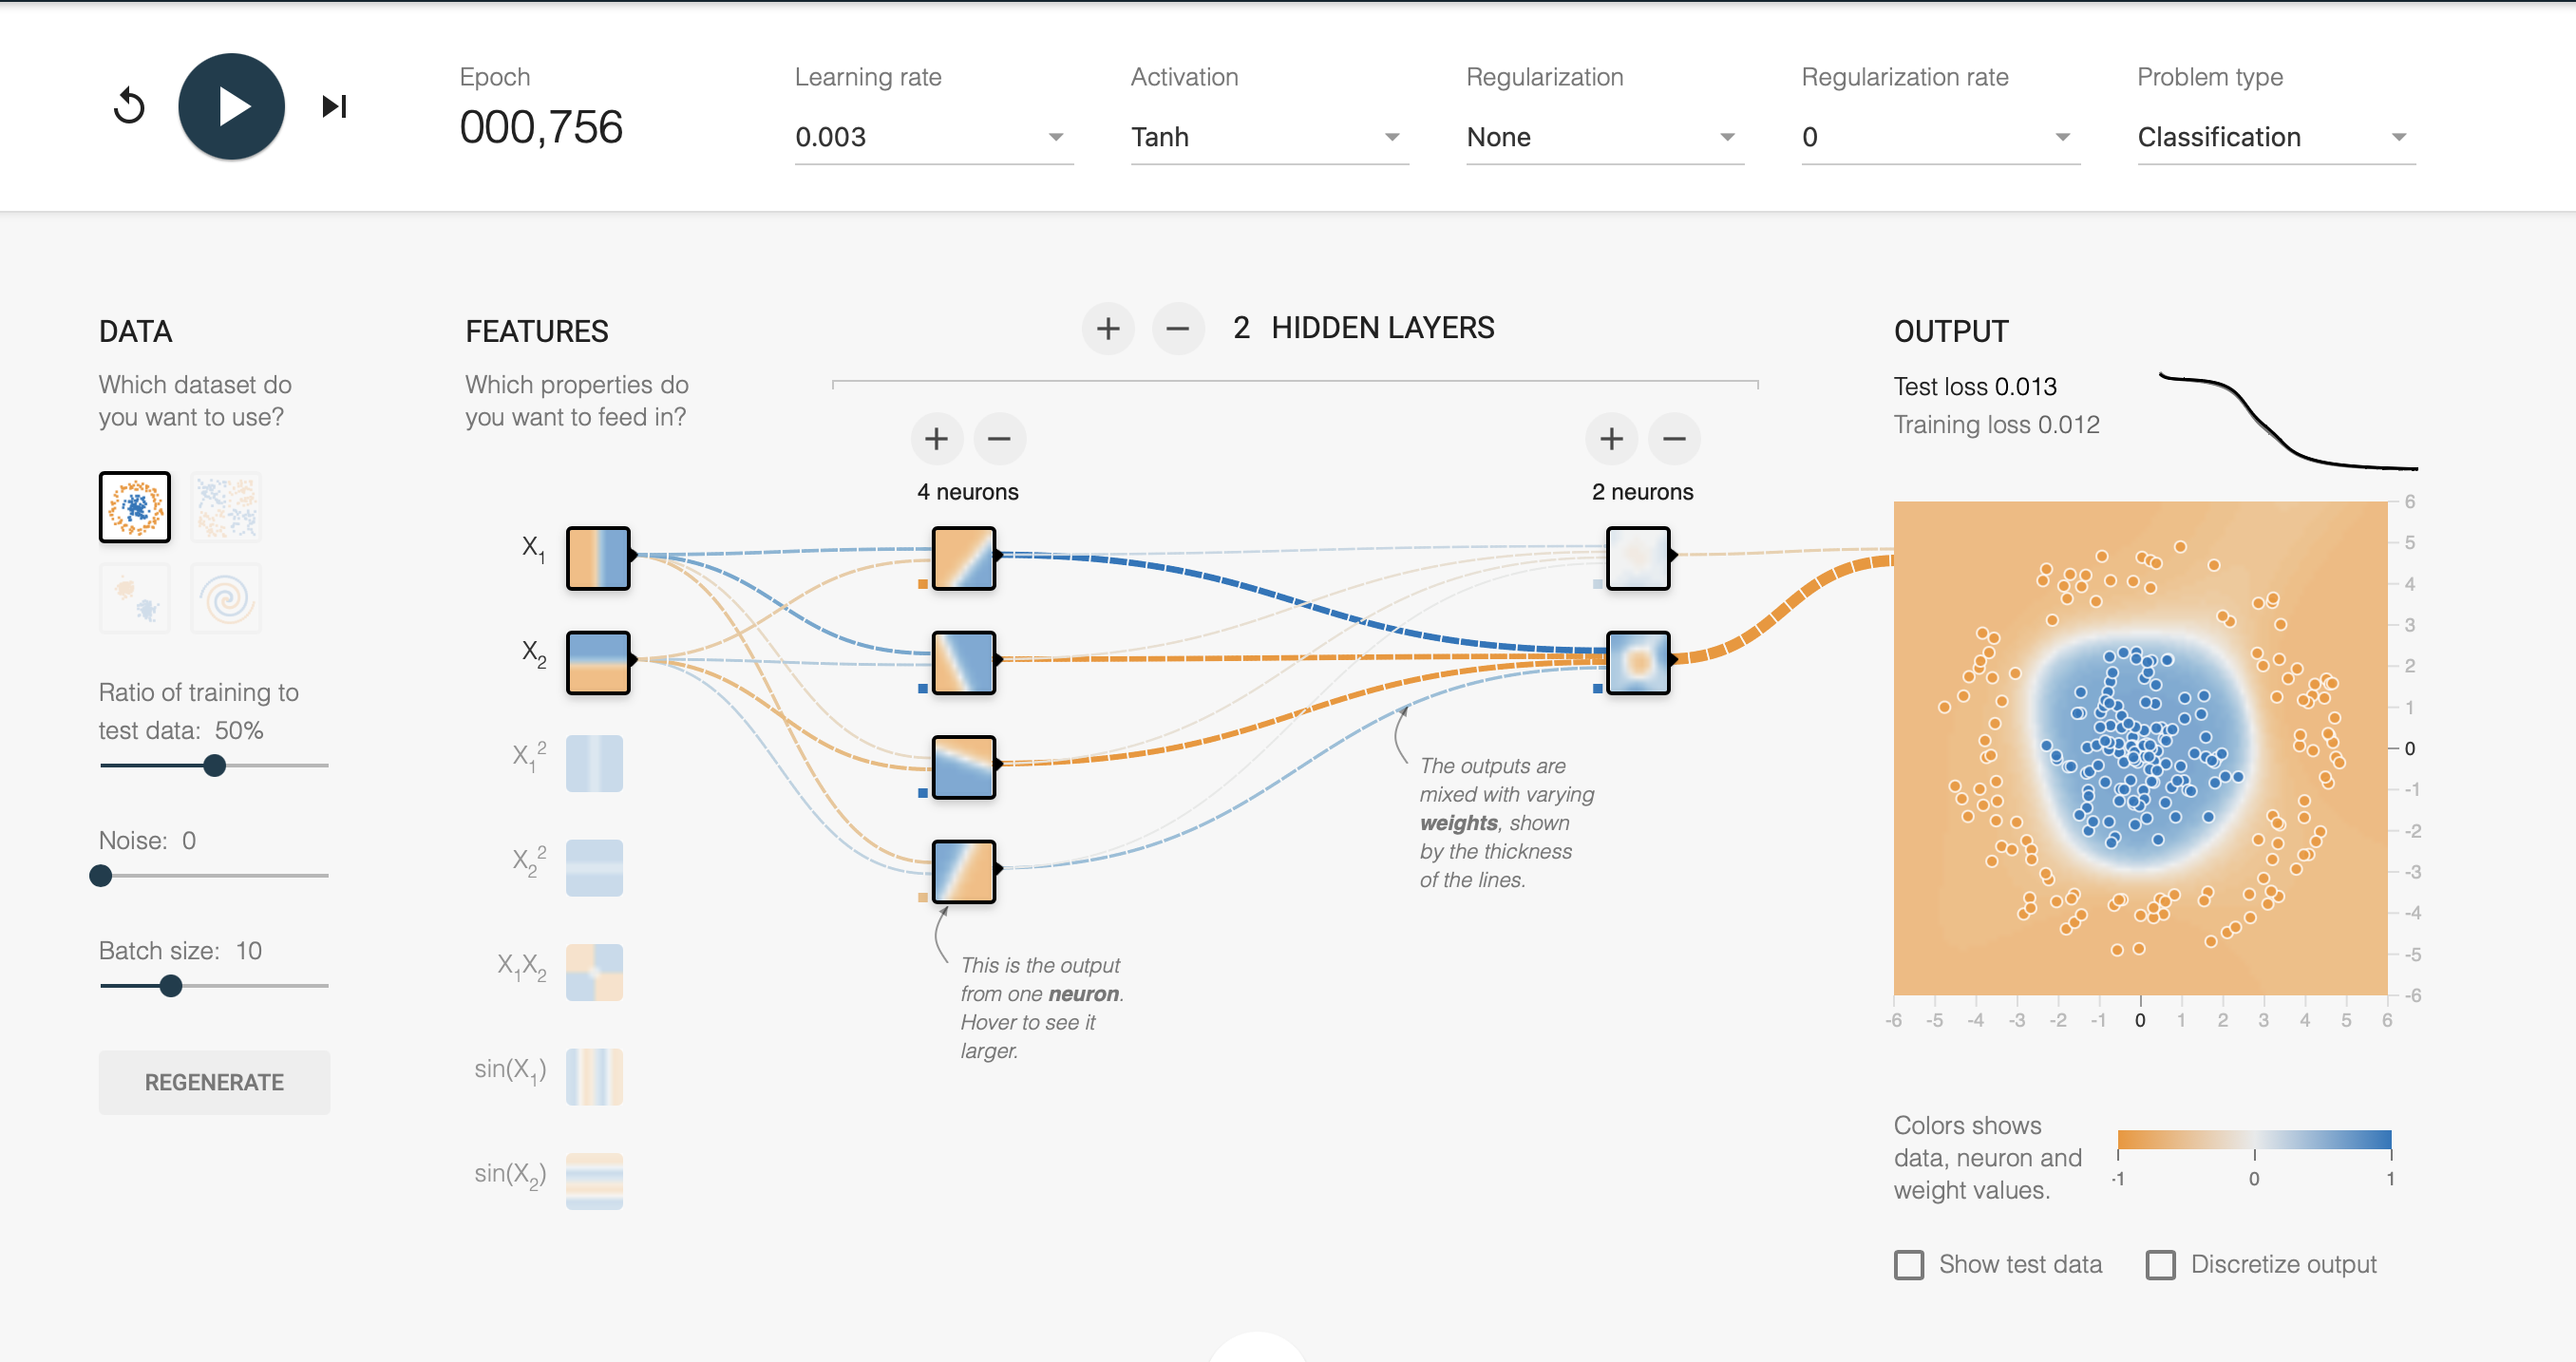 Epoch
000,756
Learning rate
0.003
Activation
Tanh
Regularization
None
Regularization rate
0
Problem type
Classification
DATA
Which dataset do
you want to use?
Ratio of training to
test data: 50%
Noise: 0
Batch size: 10
REGENERATE
FEATURES
Which properties do
you want to feed in?
X1
X2
X1^2
X2^2
X1X2
sin(X1)
sin(X2)
+ − 2 HIDDEN LAYERS
+ −
4 neurons
+ −
2 neurons
This is the output
from one neuron.
Hover to see it
larger.
The outputs are
mixed with varying
weights, shown
by the thickness
of the lines.
OUTPUT
Test loss 0.013
Training loss 0.012
6
5
4
3
2
1
0
-1
-2
-3
-4
-5
-6
-6 -5 -4 -3 -2 -1 0 1 2 3 4 5 6
Colors shows
data, neuron and
weight values.
-1 0 1
Show test data
Discretize output